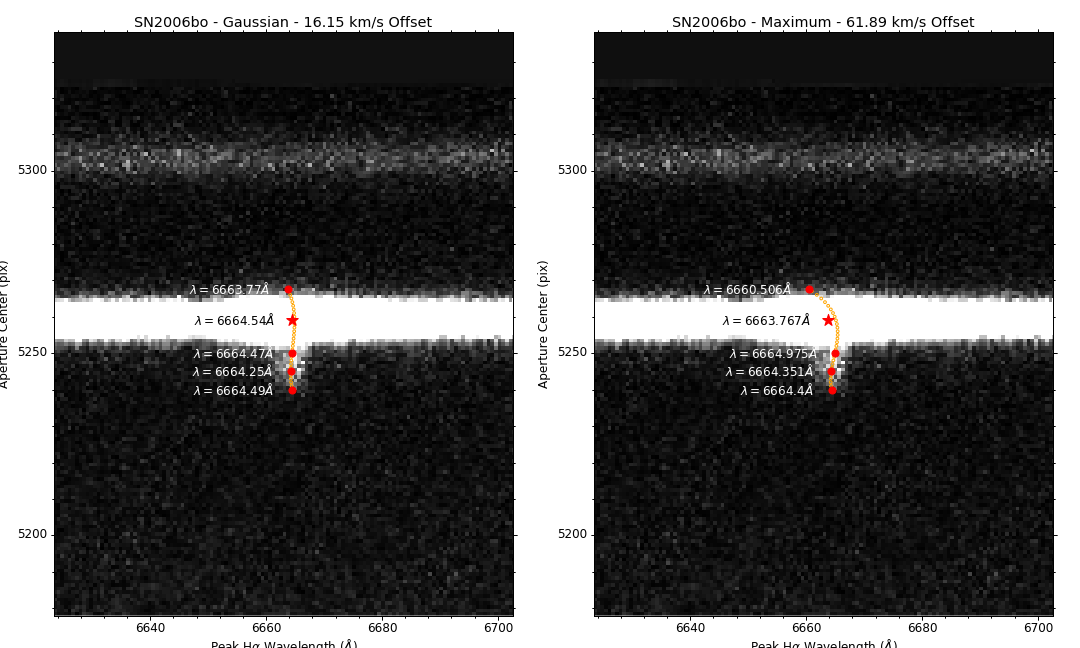 SN2006bo - Gaussian - 16.15 km/s Offset
Aperture Center (pix)
5300
5250
5200
λ = 6663.77Å
λ = 6664.54Å
λ = 6664.47Å
λ = 6664.25Å
λ = 6664.49Å
6640 6660 6680 6700
Peak Hα Wavelength (Å)
SN2006bo - Maximum - 61.89 km/s Offset
Aperture Center (pix)
5300
5250
5200
λ = 6660.506Å
λ = 6663.767Å
λ = 6664.975Å
λ = 6664.351Å
λ = 6664.4Å
6640 6660 6680 6700
Peak Hα Wavelength (Å)